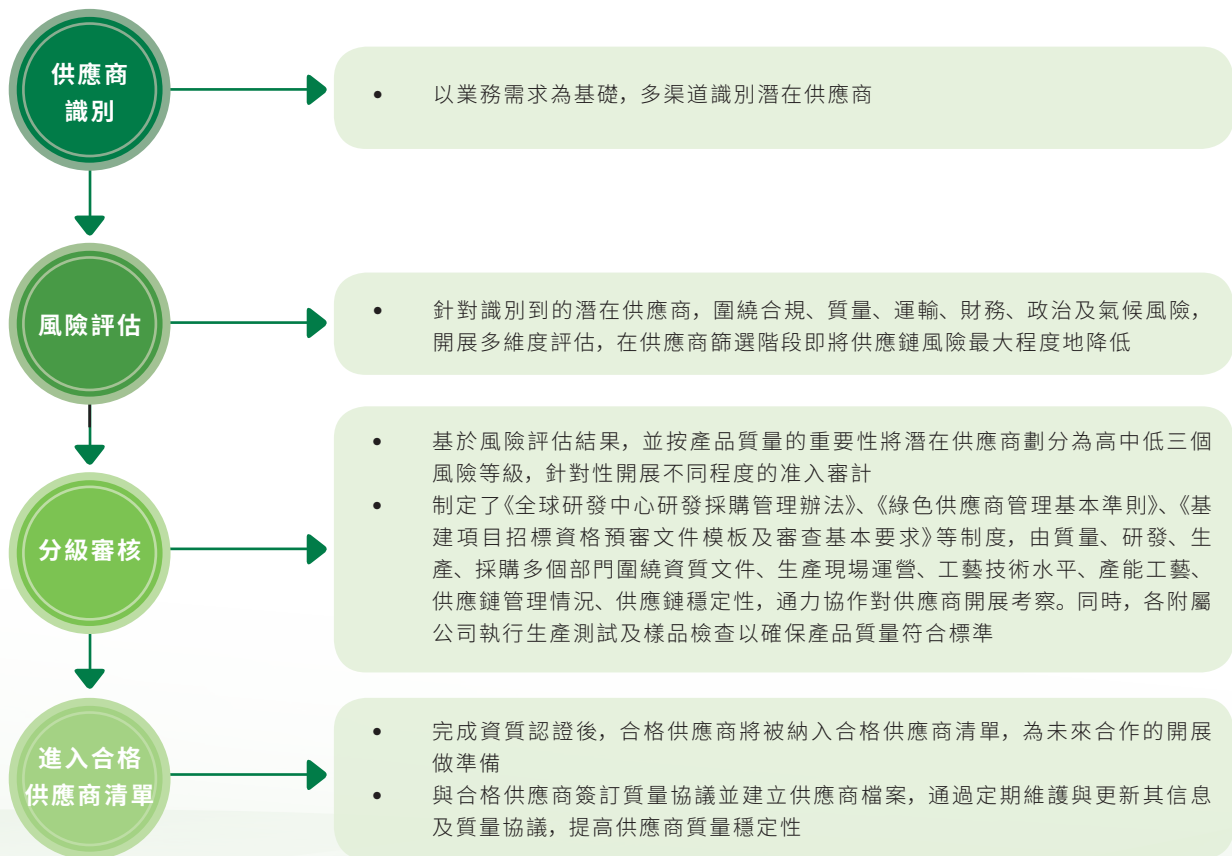 供應商
識別
• 以業務需求為基礎，多渠道識別潛在供應商
風險評估
• 針對識別到的潛在供應商，圍繞合規、質量、運輸、財務、政治及氣候風險，
開展多維度評估，在供應商篩選階段即將供應鏈風險最大程度地降低
分級審核
• 基於風險評估結果，並按產品質量的重要性將潛在供應商劃分為高中低三個
風險等級，針對性開展不同程度的准入審計
• 制定了《全球研發中心研發採購管理辦法》、《綠色供應商管理基本準則》、《基
建項目招標資格預審文件模板及審查基本要求》等制度，由質量、研發、生
產、採購多個部門圍繞資質文件、生產現場運營、工藝技術水平、產能工藝、
供應鏈管理情況、供應鏈穩定性，通力協作對供應商開展考察。同時，各附屬
公司執行生產測試及樣品檢查以確保產品質量符合標準
進入合格
供應商清單
• 完成資質認證後，合格供應商將被納入合格供應商清單，為未來合作的開展
做準備
• 與合格供應商簽訂質量協議並建立供應商檔案，通過定期維護與更新其信息
及質量協議，提高供應商質量穩定性